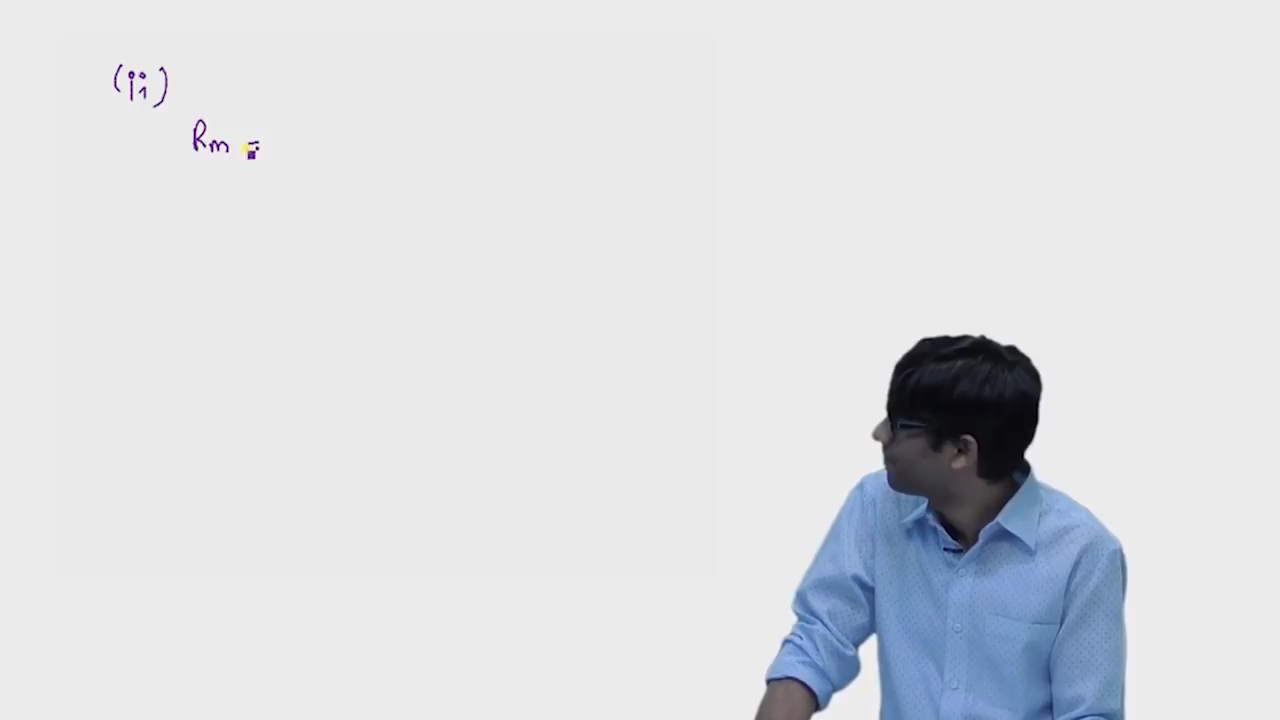 (ii)
Rm =